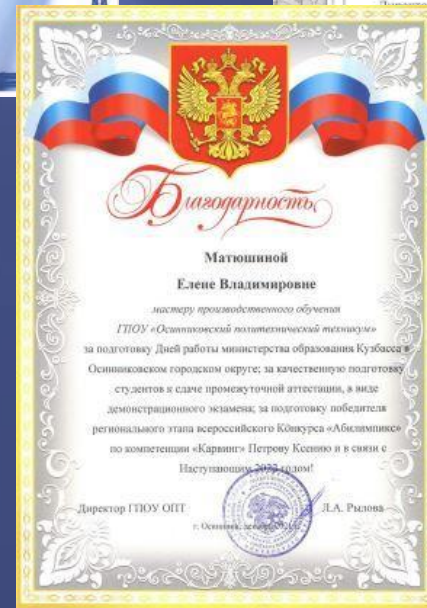 Благодарность
Матюшиной
Елене Владимировне
мастеру производственного обучения
ГПОУ «Осинниковский политехнический техникум»
за подготовку Дней работы министерства образования Кузбасса в
Осинниковском городском округе; за качественную подготовку
студентов к сдаче промежуточной аттестации, в виде
демонстрационного экзамена; за подготовку победителя
регионального этапа всероссийского Конкурса «Абилимпикс»
по компетенции «Карвинг» Петрову Ксению и в связи с
Наступающим 2022 годом!
Директор ГПОУ ОПТ
Л.А. Рылова
г. Осинники, декабрь